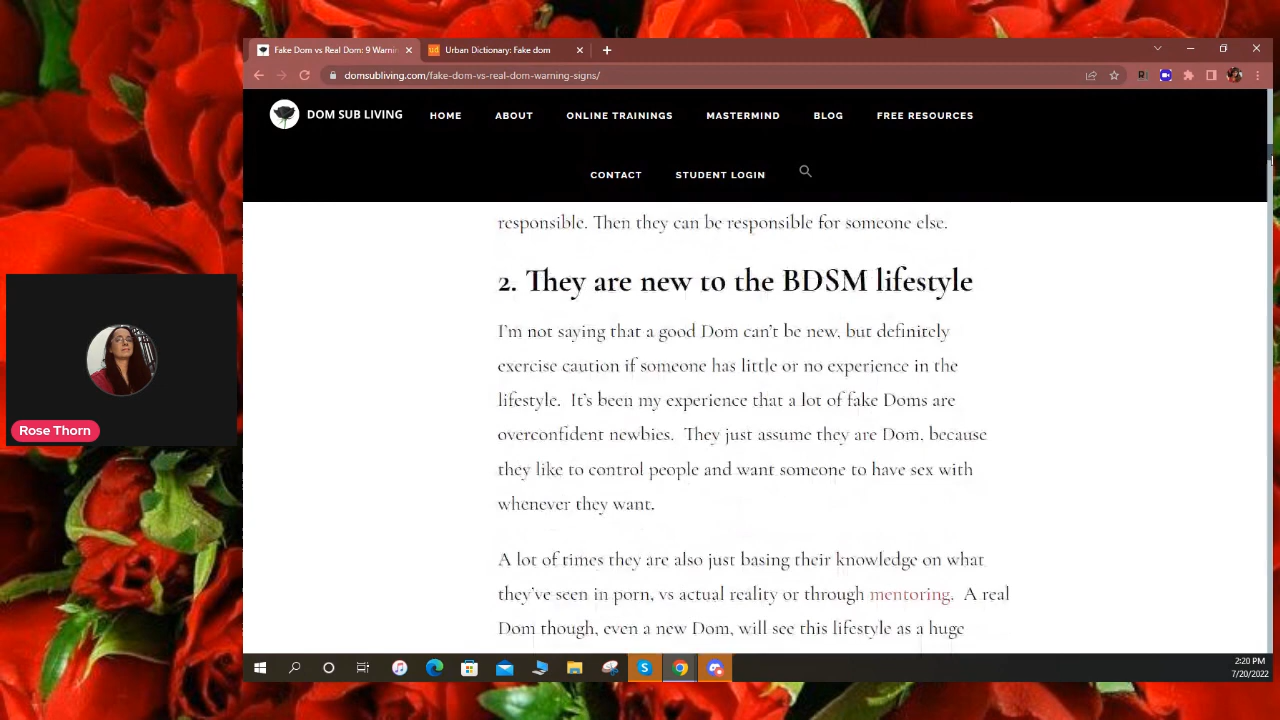 Fake Dom vs Real Dom: 9 Warni
Urban Dictionary: Fake dom
domsubliving.com/fake-dom-vs-real-dom-warning-signs/
DOM SUB LIVING
HOME
ABOUT
ONLINE TRAININGS
MASTERMIND
BLOG
FREE RESOURCES
CONTACT
STUDENT LOGIN
responsible. Then they can be responsible for someone else.
2. They are new to the BDSM lifestyle
I'm not saying that a good Dom can't be new, but definitely
exercise caution if someone has little or no experience in the
lifestyle. It's been my experience that a lot of fake Doms are
overconfident newbies. They just assume they are Dom, because
they like to control people and want someone to have sex with
whenever they want.
A lot of times they are also just basing their knowledge on what
they've seen in porn, vs actual reality or through mentoring. A real
Dom though, even a new Dom, will see this lifestyle as a huge
Rose Thorn
2:20 PM
7/20/2022